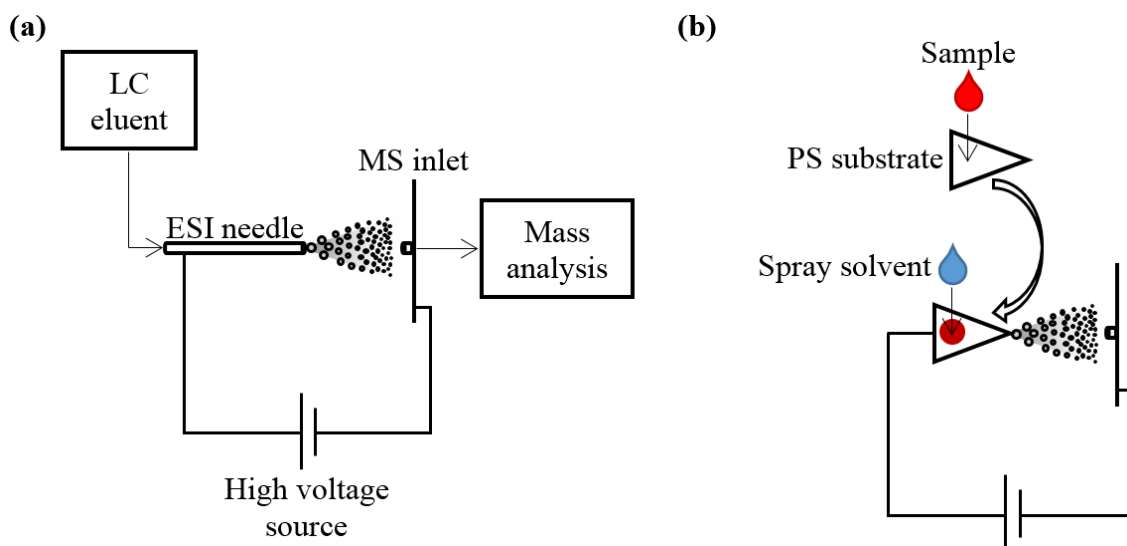 (a)
LC
eluent
ESI needle
MS inlet
Mass
analysis
High voltage
source
(b)
Sample
PS substrate
Spray solvent